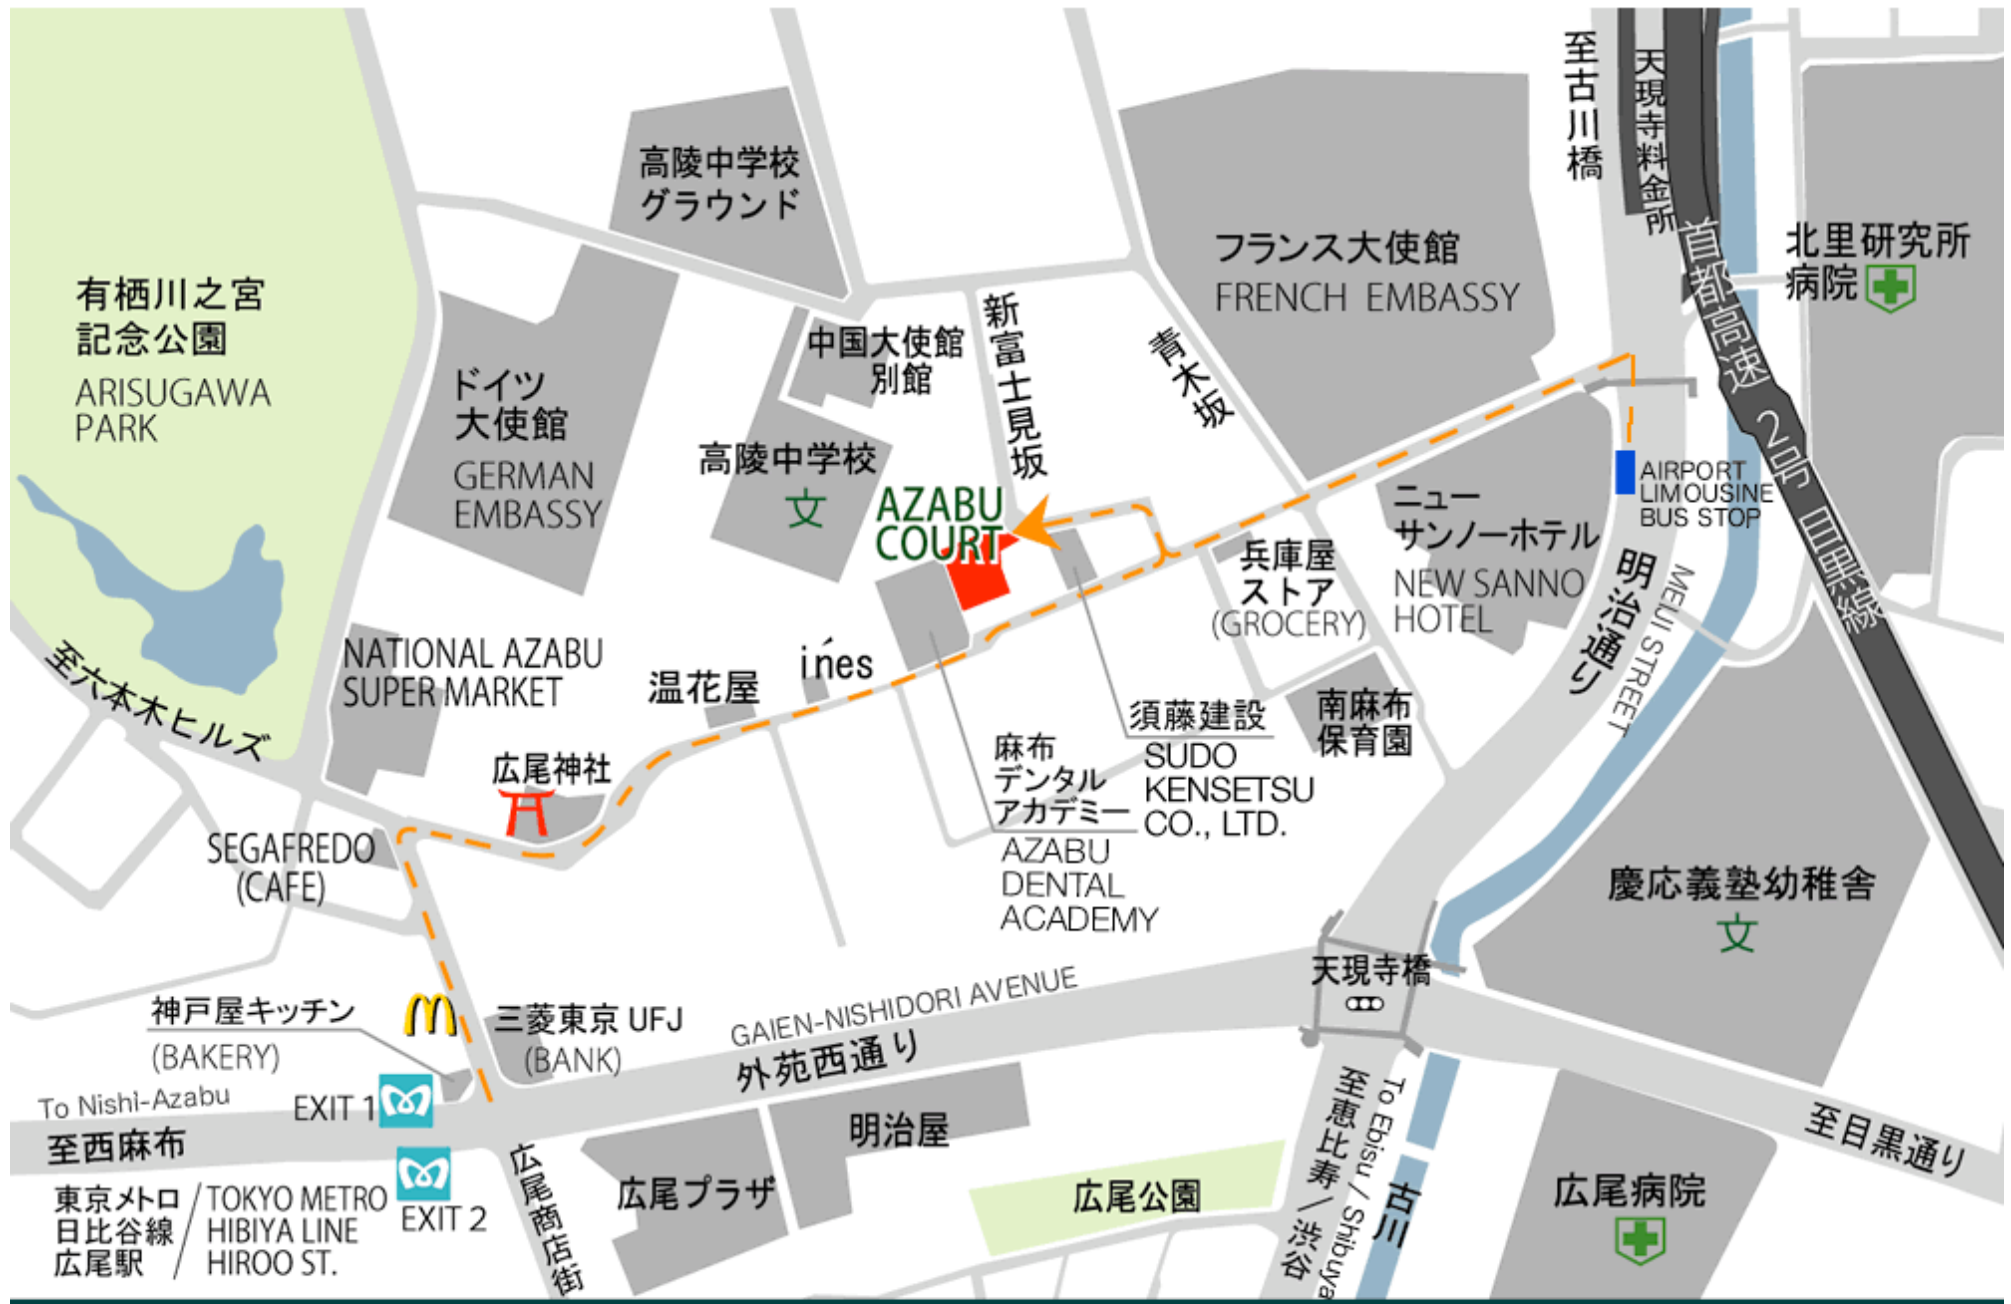 至古川橋
天現寺料金所
高陵中学校
グラウンド
フランス大使館
FRENCH EMBASSY
首都高速 2号 目黒線
北里研究所
病院
有栖川之宮
記念公園
ARISUGAWA
PARK
ドイツ
大使館
GERMAN
EMBASSY
中国大使館
別館
新富士見坂
青木坂
高陵中学校
文
AZABU
COURT
AIRPORT
LIMOUSINE
BUS STOP
ニュー
サンノーホテル
NEW SANNO
HOTEL
兵庫屋
ストア
(GROCERY)
明治通り
MEIJI STREET
至六本木ヒルズ
NATIONAL AZABU
SUPER MARKET
温花屋
ínes
広尾神社
南麻布
保育園
須藤建設
SUDO
KENSETSU
CO., LTD.
麻布
デンタル
アカデミー
AZABU
DENTAL
ACADEMY
SEGAFREDO
(CAFE)
慶応義塾幼稚舎
文
天現寺橋
神戸屋キッチン
(BAKERY)
三菱東京 UFJ
(BANK)
GAIEN-NISHIDORI AVENUE
外苑西通り
To Nishi-Azabu
至西麻布
EXIT 1
EXIT 2
東京メトロ
日比谷線
広尾駅
/
TOKYO METRO
HIBIYA LINE
HIROO ST.
広尾商店街
広尾プラザ
明治屋
広尾公園
至恵比寿/渋谷
To Ebisu / Shibuya
古川
至目黒通り
広尾病院